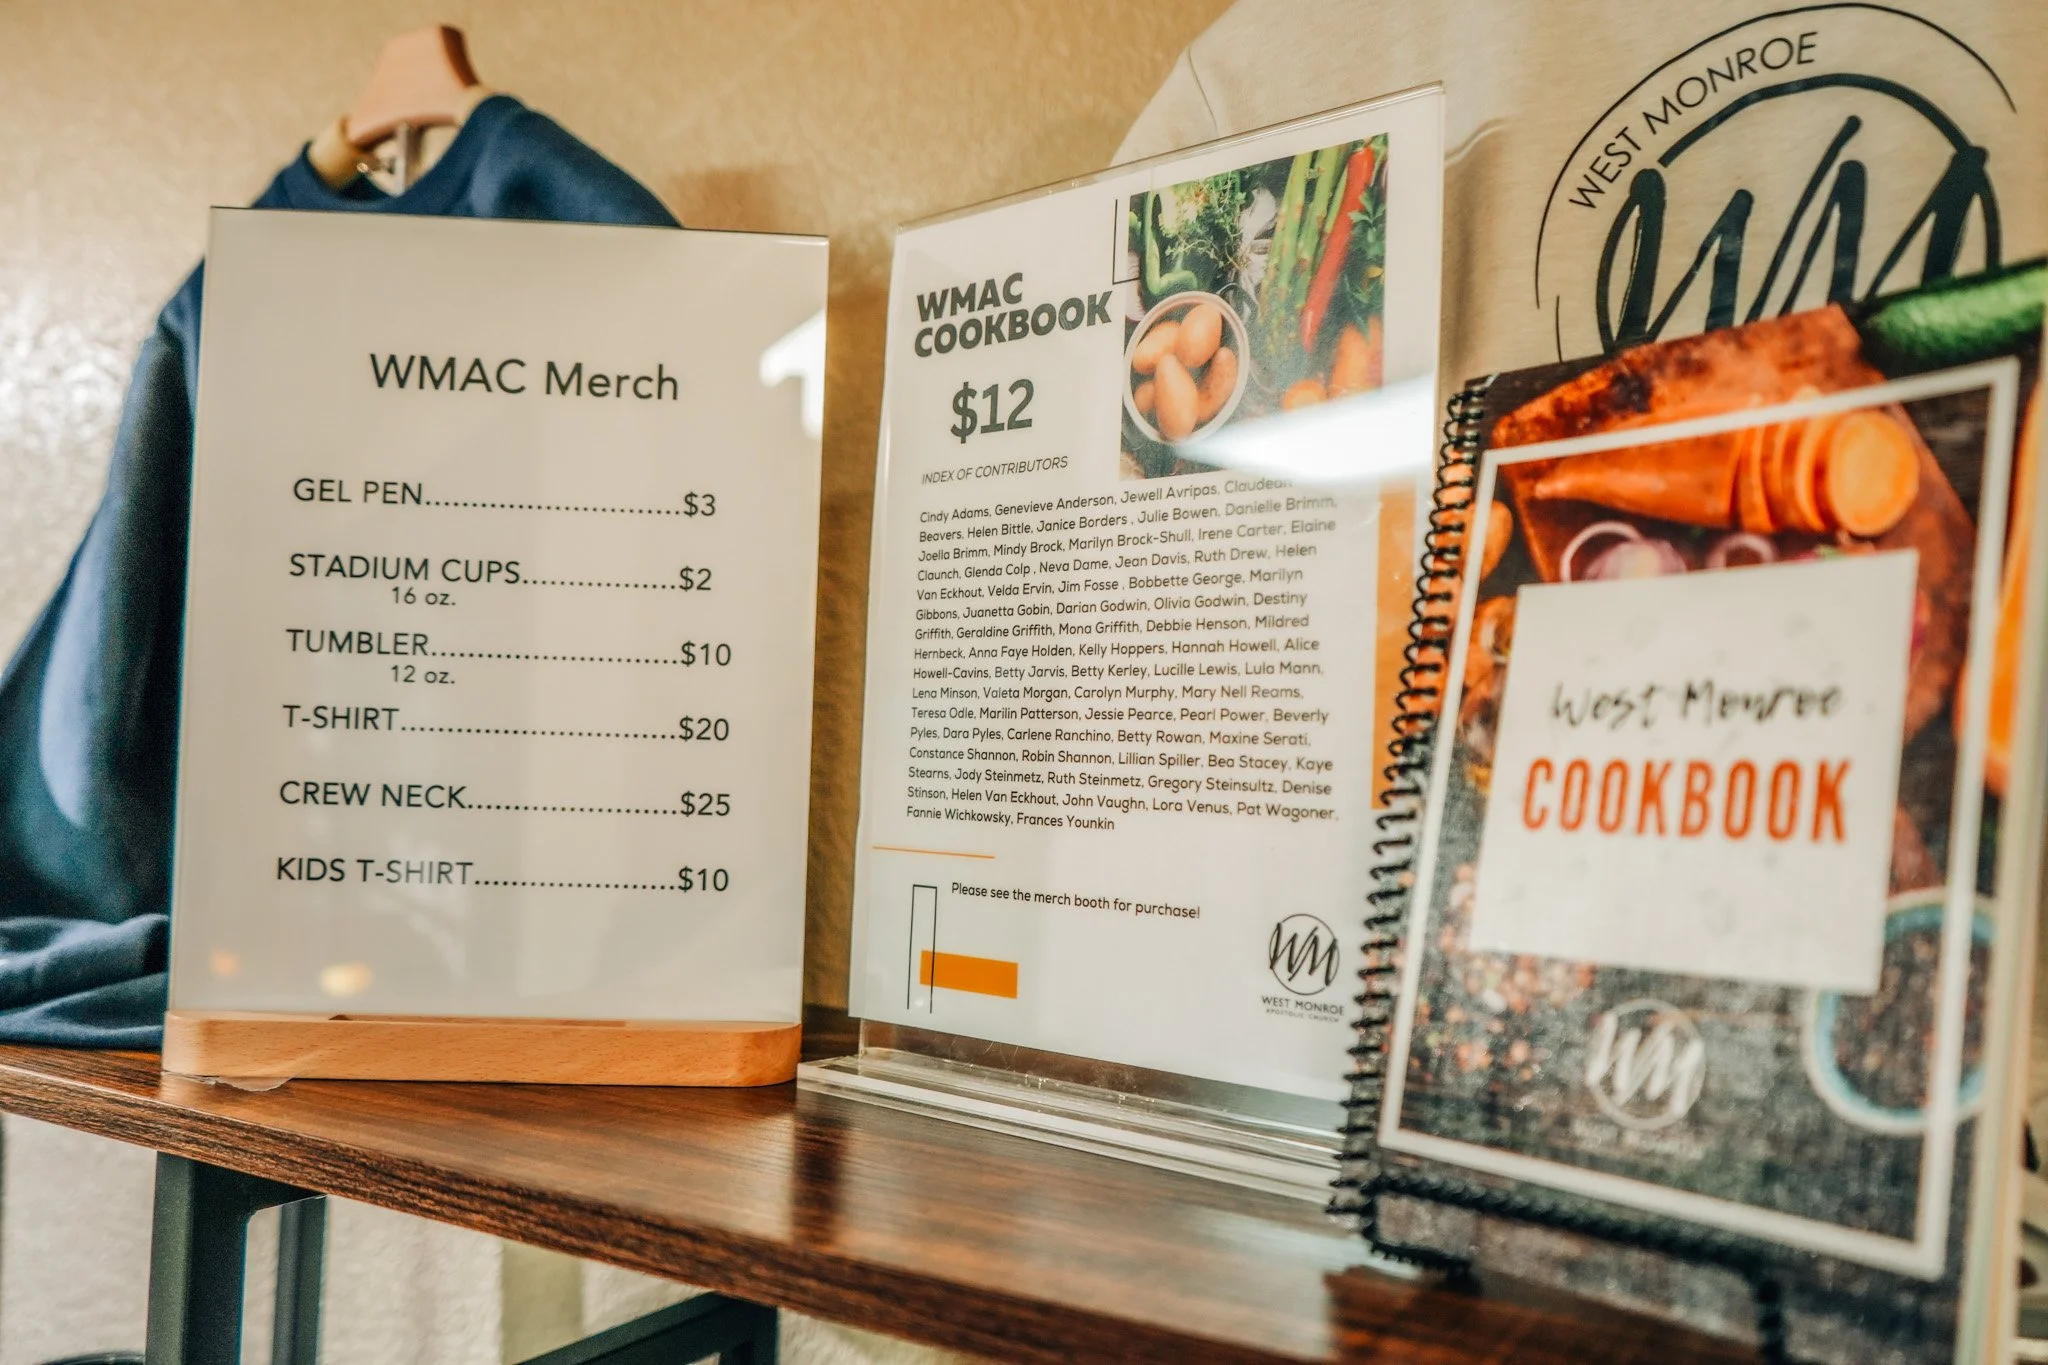 WMAC Merch
GEL PEN..............................$3
STADIUM CUPS.................$2
16 oz.
TUMBLER.............................$10
12 oz.
T-SHIRT................................$20
CREW NECK........................$25
KIDS T-SHIRT.......................$10
WMAC
COOKBOOK
$12
INDEX OF CONTRIBUTORS
Cindy Adams, Genevieve Anderson, Jewell Avripas, Claudean
Beavers, Helen Bittle, Janice Borders , Julie Bowen, Danielle Brimm,
Joella Brimm, Mindy Brock, Marilyn Brock-Shull, Irene Carter, Elaine
Claunch, Glenda Colp , Neva Dame, Jean Davis, Ruth Drew, Helen
Van Eckhout, Velda Ervin, Jim Fosse , Bobbette George, Marilyn
Gibbons, Juanetta Gobin, Darian Godwin, Olivia Godwin, Destiny
Griffith, Geraldine Griffith, Mona Griffith, Debbie Henson, Mildred
Hernbeck, Anna Faye Holden, Kelly Hoppers, Hannah Howell, Alice
Howell-Cavins, Betty Jarvis, Betty Kerley, Lucille Lewis, Lula Mann,
Lena Minson, Valeta Morgan, Carolyn Murphy, Mary Nell Reams,
Teresa Odle, Marilin Patterson, Jessie Pearce, Pearl Power, Beverly
Pyles, Dara Pyles, Carlene Ranchino, Betty Rowan, Maxine Serati,
Constance Shannon, Robin Shannon, Lillian Spiller, Bea Stacey, Kaye
Stearns, Jody Steinmetz, Ruth Steinmetz, Gregory Steinsultz, Denise
Stinson, Helen Van Eckhout, John Vaughn, Lora Venus, Pat Wagoner,
Fannie Wichkowsky, Frances Younkin
Please see the merch booth for purchase!
WM
WEST MONROE
APOSTOLIC CHURCH
WEST MONROE
WM
West Monroe
COOKBOOK
WM